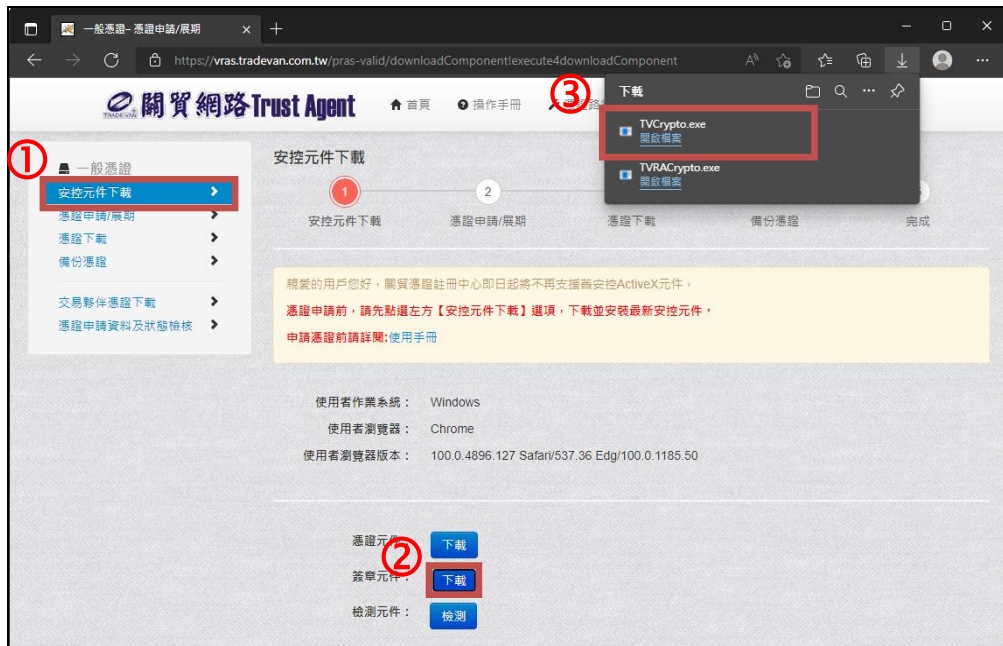 一般憑證- 憑證申請/展期
https://vras.tradevan.com.tw/pras-valid/downloadComponent!execute4downloadComponent
下載
TVCrypto.exe
開啟檔案
TVRACrypto.exe
開啟檔案
TRADEVAN 關貿網路 Trust Agent
首頁
操作手冊
③
①
一般憑證
安控元件下載
憑證申請/展期
憑證下載
備份憑證
交易夥伴憑證下載
憑證申請資料及狀態檢核
安控元件下載
1
2
安控元件下載
憑證申請/展期
憑證下載
備份憑證
完成
親愛的用戶您好，關貿憑證註冊中心即日起將不再支援舊安控ActiveX元件，
憑證申請前，請先點選左方【安控元件下載】選項，下載並安裝最新安控元件。
申請憑證前請詳閱:使用手冊
使用者作業系統： Windows
使用者瀏覽器： Chrome
使用者瀏覽器版本： 100.0.4896.127 Safari/537.36 Edg/100.0.1185.50
憑證元件 下載
②
簽章元件： 下載
檢測元件： 檢測